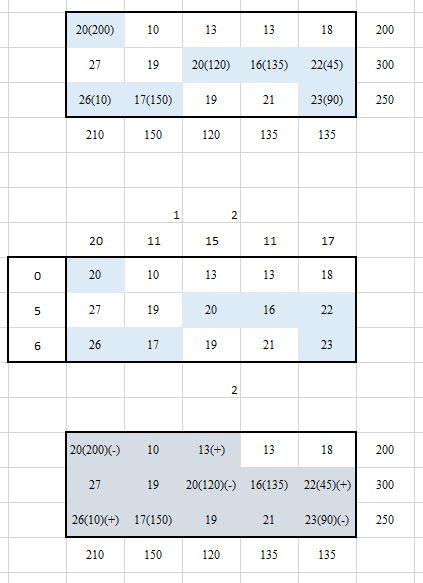 20(200) 10 13 13 18 200
27 19 20(120) 16(135) 22(45) 300
26(10) 17(150) 19 21 23(90) 250
210 150 120 135 135
1 2
20 11 15 11 17
0 20 10 13 13 18
5 27 19 20 16 22
6 26 17 19 21 23
2
20(200)(-) 10 13(+) 13 18 200
27 19 20(120)(-) 16(135) 22(45)(+) 300
26(10)(+) 17(150) 19 21 23(90)(-) 250
210 150 120 135 135